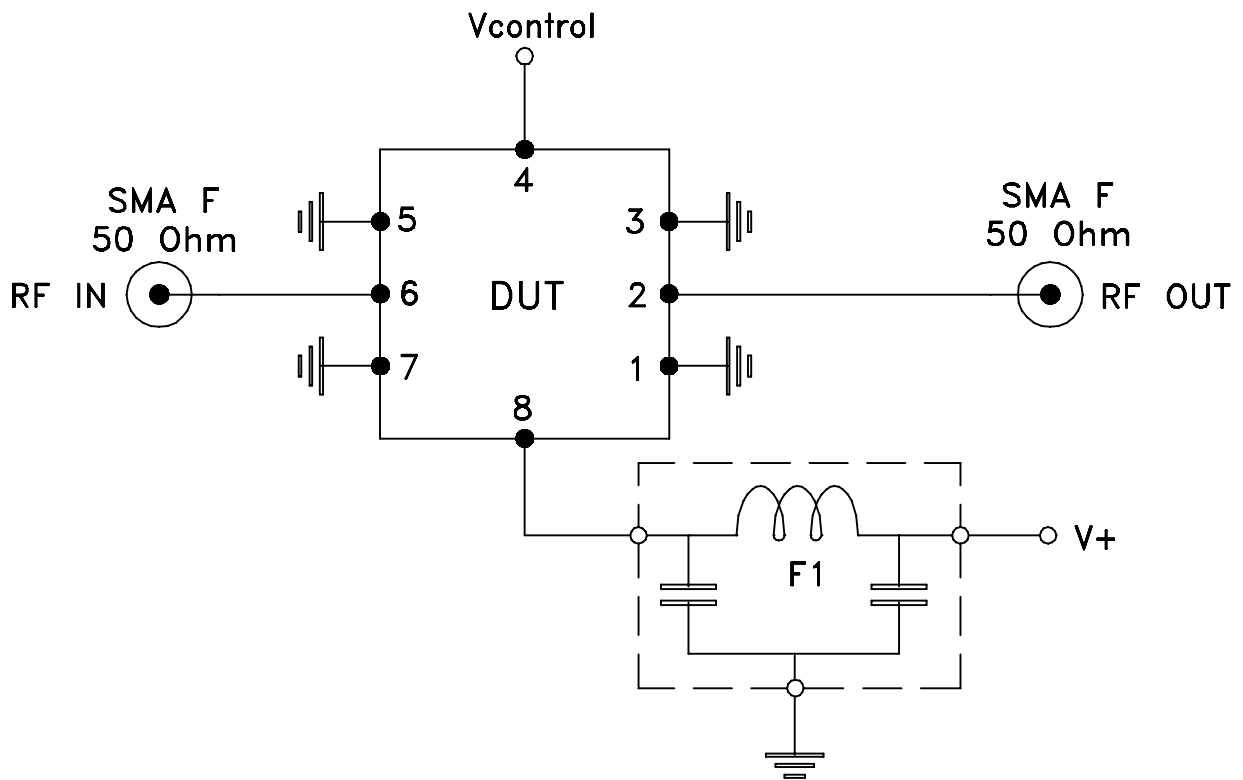 Vcontrol
4
SMA F
50 Ohm
RF IN
5
6
7
DUT
3
2
1
8
SMA F
50 Ohm
RF OUT
F1
V+